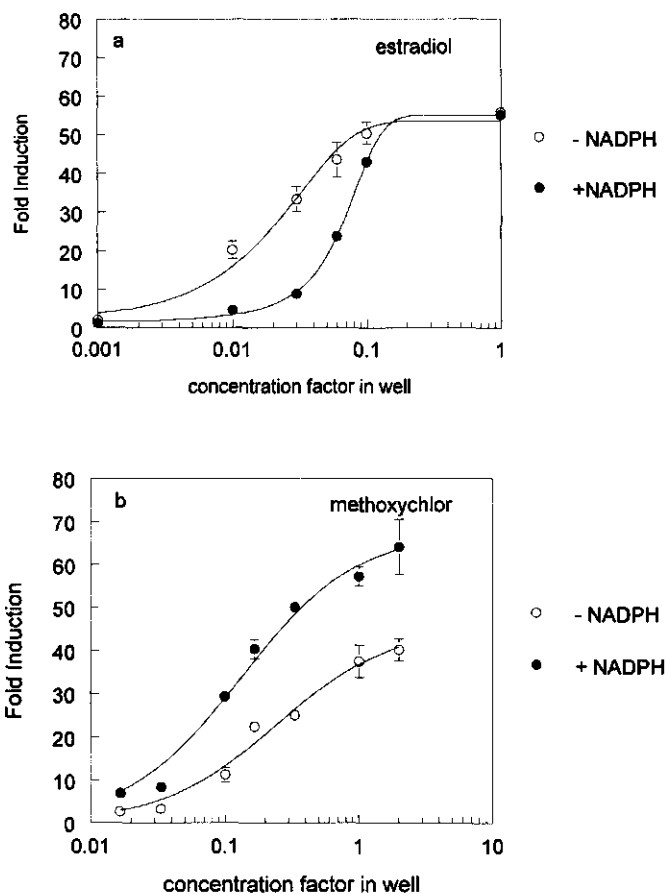 a
estradiol
80
70
60
50
40
30
20
10
0
Fold Induction
0.001
0.01
0.1
1
concentration factor in well
- NADPH
+NADPH
b
methoxychlor
80
70
60
50
40
30
20
10
0
Fold Induction
0.01
0.1
1
10
concentration factor in well
- NADPH
+ NADPH